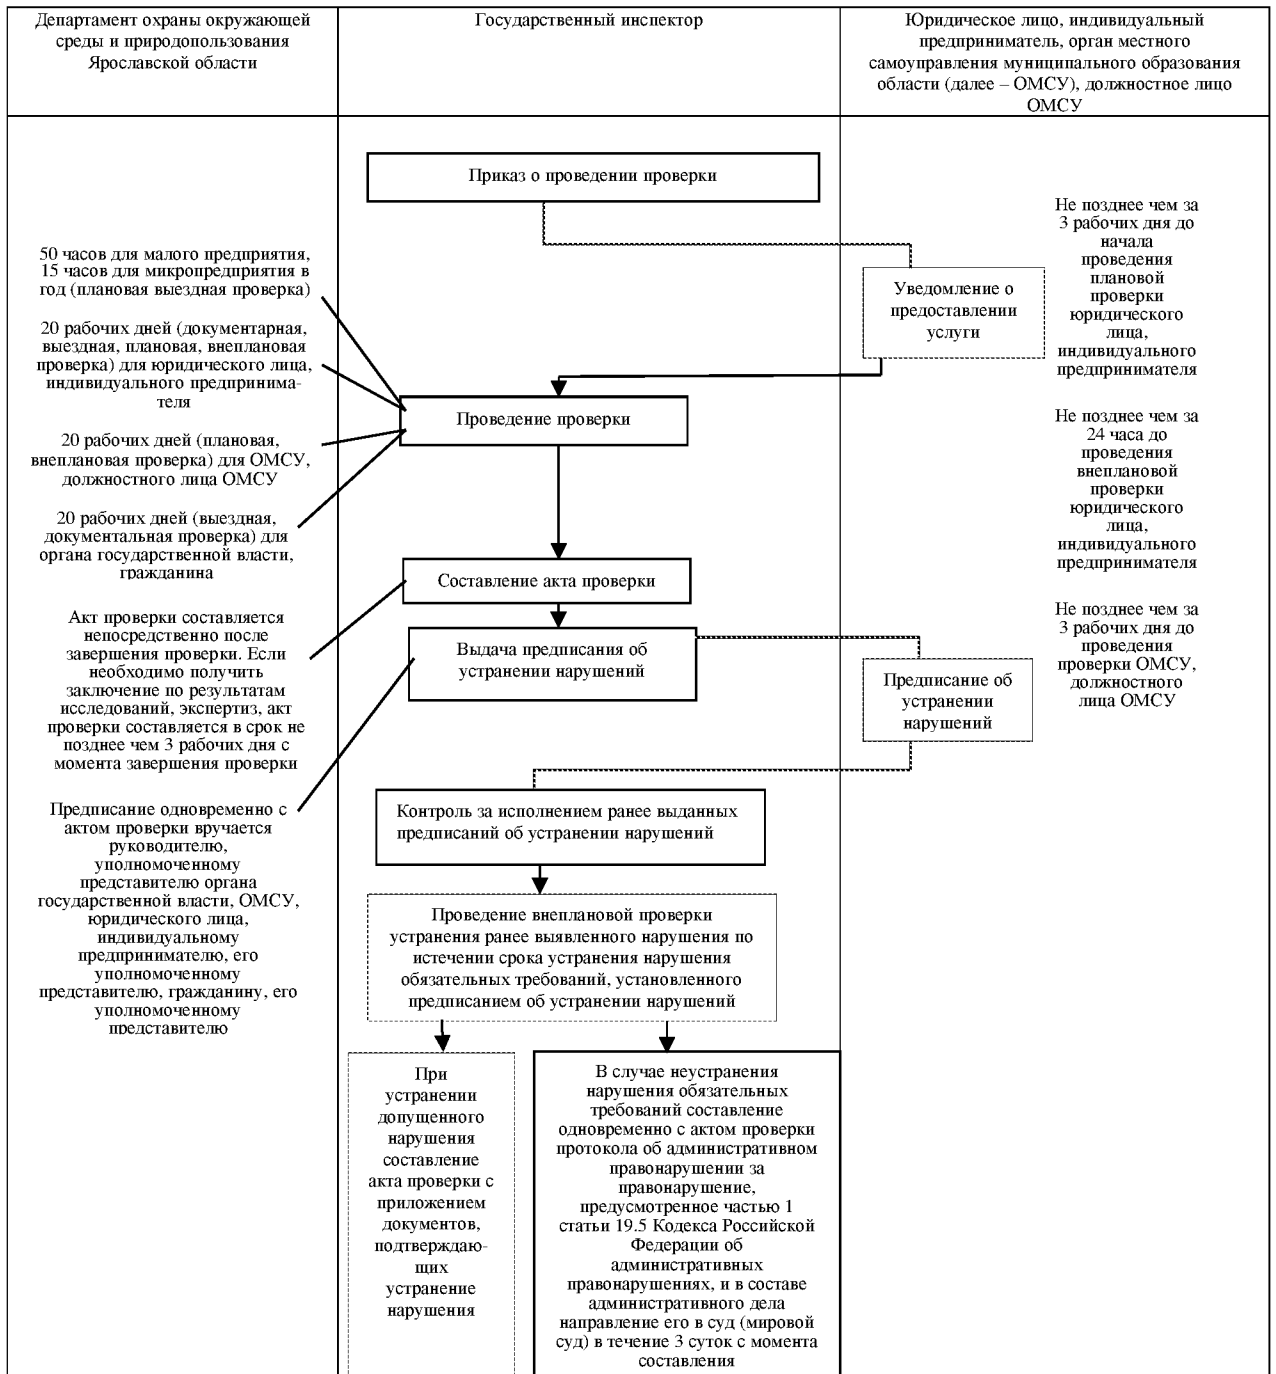 Департамент охраны окружающей
среды и природопользования
Ярославской области
Государственный инспектор
Юридическое лицо, индивидуальный
предприниматель, орган местного
самоуправления муниципального образования
области (далее – ОМСУ), должностное лицо
ОМСУ
50 часов для малого предприятия,
15 часов для микропредприятия в
год (плановая выездная проверка)
20 рабочих дней (документарная,
выездная, плановая, внеплановая
проверка) для юридического лица,
индивидуального предпринима-
теля
20 рабочих дней (плановая,
внеплановая проверка) для ОМСУ,
должностного лица ОМСУ
20 рабочих дней (выездная,
документальная проверка) для
органа государственной власти,
гражданина
Акт проверки составляется
непосредственно после
завершения проверки. Если
необходимо получить
заключение по результатам
исследований, экспертиз, акт
проверки составляется в срок не
позднее чем 3 рабочих дня с
момента завершения проверки
Предписание одновременно с
актом проверки вручается
руководителю,
уполномоченному
представителю органа
государственной власти, ОМСУ,
юридического лица,
индивидуальному
предпринимателю, его
уполномоченному
представителю, гражданину, его
уполномоченному
представителю
Приказ о проведении проверки
Уведомление о
предоставлении
услуги
Проведение проверки
Составление акта проверки
Выдача предписания об
устранении нарушений
Предписание об
устранении
нарушений
Контроль за исполнением ранее выданных
предписаний об устранении нарушений
Проведение внеплановой проверки
устранения ранее выявленного нарушения по
истечении срока устранения нарушения
обязательных требований, установленного
предписанием об устранении нарушений
При
устранении
допущенного
нарушения
составление
акта проверки с
приложением
документов,
подтверждаю-
щих
устранение
нарушения
В случае неустранения
нарушения обязательных
требований составление
одновременно с актом проверки
протокола об административном
правонарушении за
правонарушение,
предусмотренное частью 1
статьи 19.5 Кодекса Российской
Федерации об
административных
правонарушениях, и в составе
административного дела
направление его в суд (мировой
суд) в течение 3 суток с момента
составления
Не позднее чем за
3 рабочих дня до
начала
проведения
плановой
проверки
юридического
лица,
индивидуального
предпринимателя
Не позднее чем за
24 часа до
проведения
внеплановой
проверки
юридического
лица,
индивидуального
предпринимателя
Не позднее чем за
3 рабочих дня до
проведения
проверки ОМСУ,
должностного
лица ОМСУ